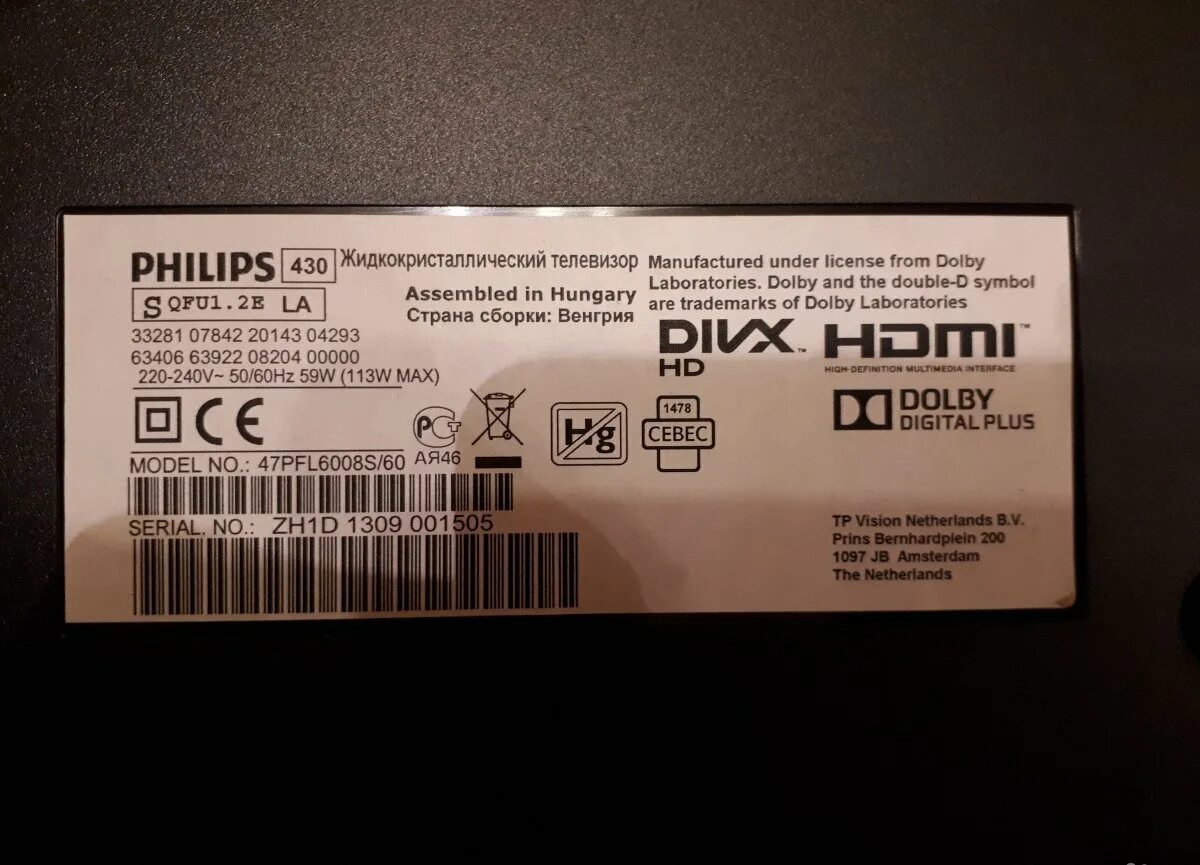 PHILIPS 430 Жидкокристаллический телевизор
S QFU1.2E LA
Assembled in Hungary
Страна сборки: Венгрия
33281 07842 20143 04293
63406 63922 08204 00000
220-240V~ 50/60Hz 59W (113W MAX)
CE
РСТ
АЯ46
Hg
1478
CEBEC
MODEL NO.: 47PFL6008S/60
SERIAL. NO.: ZH1D 1309 001505
Manufactured under license from Dolby
Laboratories. Dolby and the double-D symbol
are trademarks of Dolby Laboratories
DIVX™ HD
HDMI™
HIGH-DEFINITION MULTIMEDIA INTERFACE
DOLBY
DIGITAL PLUS
TP Vision Netherlands B.V.
Prins Bernhardplein 200
1097 JB Amsterdam
The Netherlands